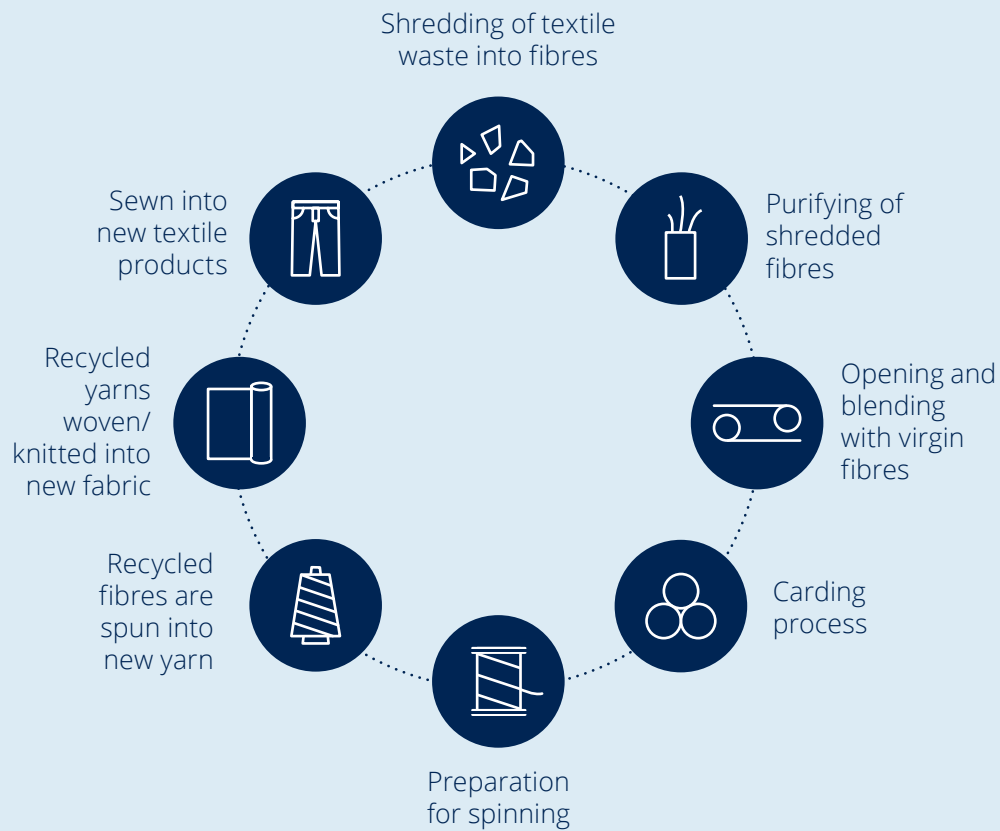 Shredding of textile
waste into fibres
Purifying of
shredded
fibres
Opening and
blending
with virgin
fibres
Carding
process
Preparation
for spinning
Recycled
fibres are
spun into
new yarn
Recycled
yarns
woven/
knitted into
new fabric
Sewn into
new textile
products